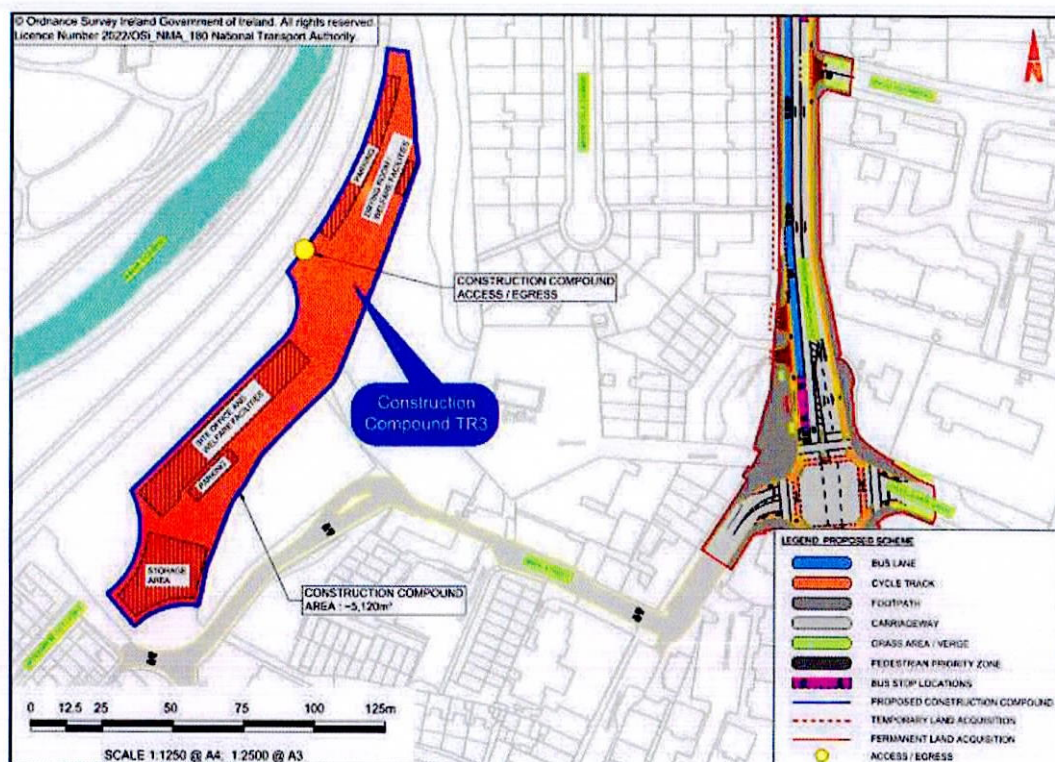 © Ordnance Survey Ireland Government of Ireland. All rights reserved.
Licence Number 2022/OSi_NMA_180 National Transport Authority.
N
PARKING
DRYING ROOM /
WELFARE FACILITIES
CONSTRUCTION COMPOUND
ACCESS / EGRESS
Construction
Compound TR3
SITE OFFICE AND
WELFARE FACILITIES
PARKING
STORAGE
AREA
CONSTRUCTION COMPOUND
AREA : ~5,120m²
0 12.5 25 50 75 100 125m
SCALE 1:1250 @ A4; 1:2500 @ A3
LEGEND: PROPOSED SCHEME
BUS LANE
CYCLE TRACK
FOOTPATH
CARRIAGEWAY
GRASS AREA / VERGE
PEDESTRIAN PRIORITY ZONE
BUS STOP LOCATIONS
PROPOSED CONSTRUCTION COMPOUND
TEMPORARY LAND ACQUISITION
PERMANENT LAND ACQUISITION
ACCESS / EGRESS